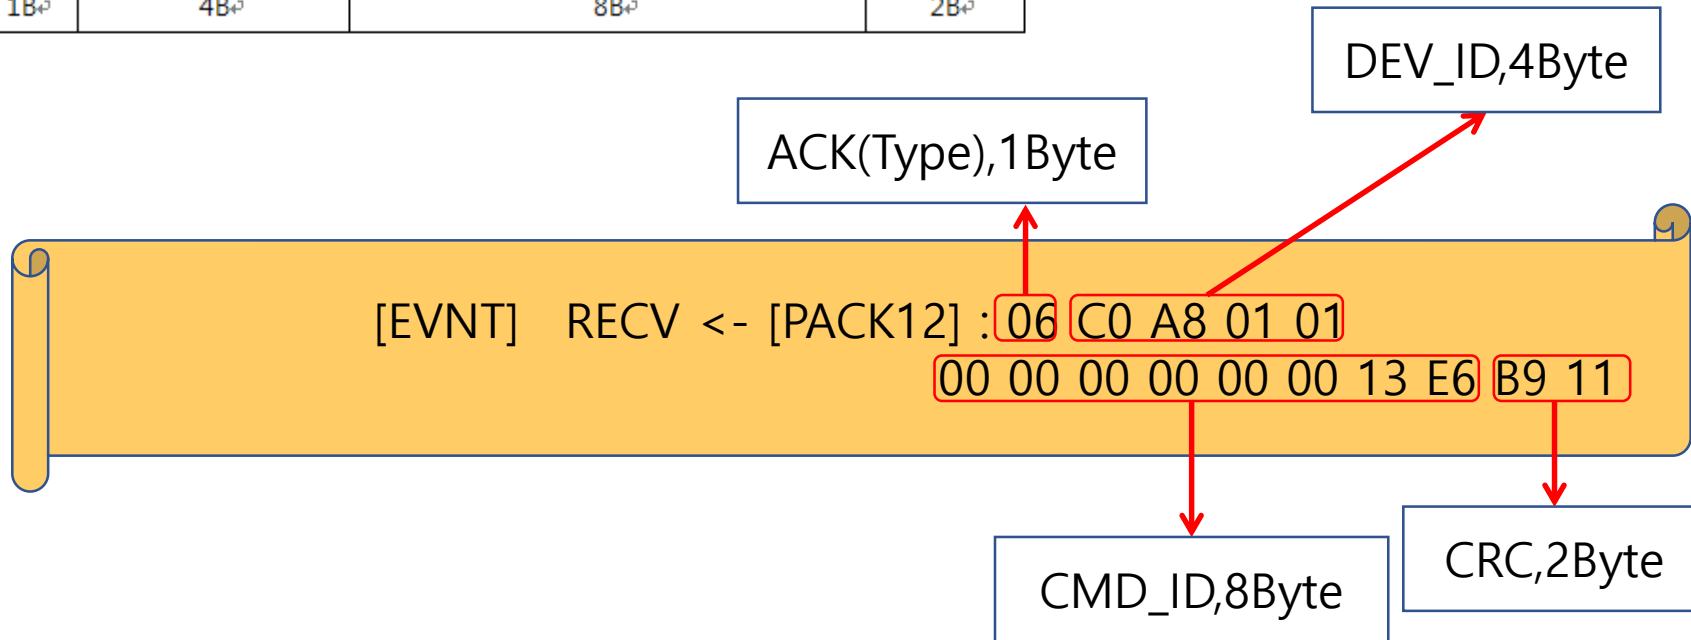 1B 4B 8B 2B
DEV_ID,4Byte
ACK(Type),1Byte
[EVNT] RECV <- [PACK12] : 06 C0 A8 01 01
00 00 00 00 00 00 13 E6 B9 11
CRC,2Byte
CMD_ID,8Byte